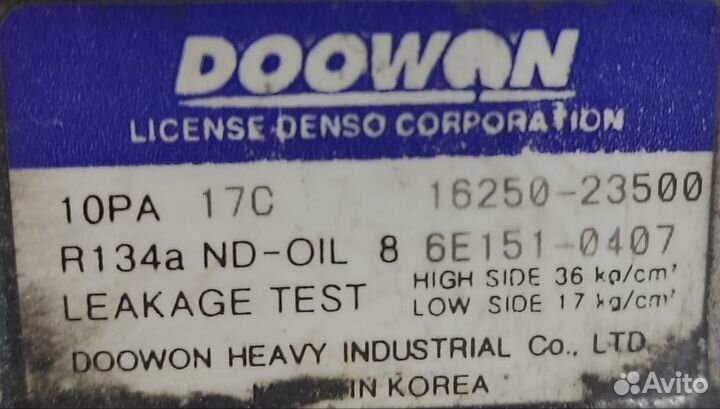 DOOWON
LICENSE DENSO CORPORATION
10PA 17C 16250-23500
R134a ND-OIL 8 6E151-0407
LEAKAGE TEST HIGH SIDE 36 kg/cm²
LOW SIDE 17 kg/cm²
DOOWON HEAVY INDUSTRIAL Co., LTD.
IN KOREA
Avito